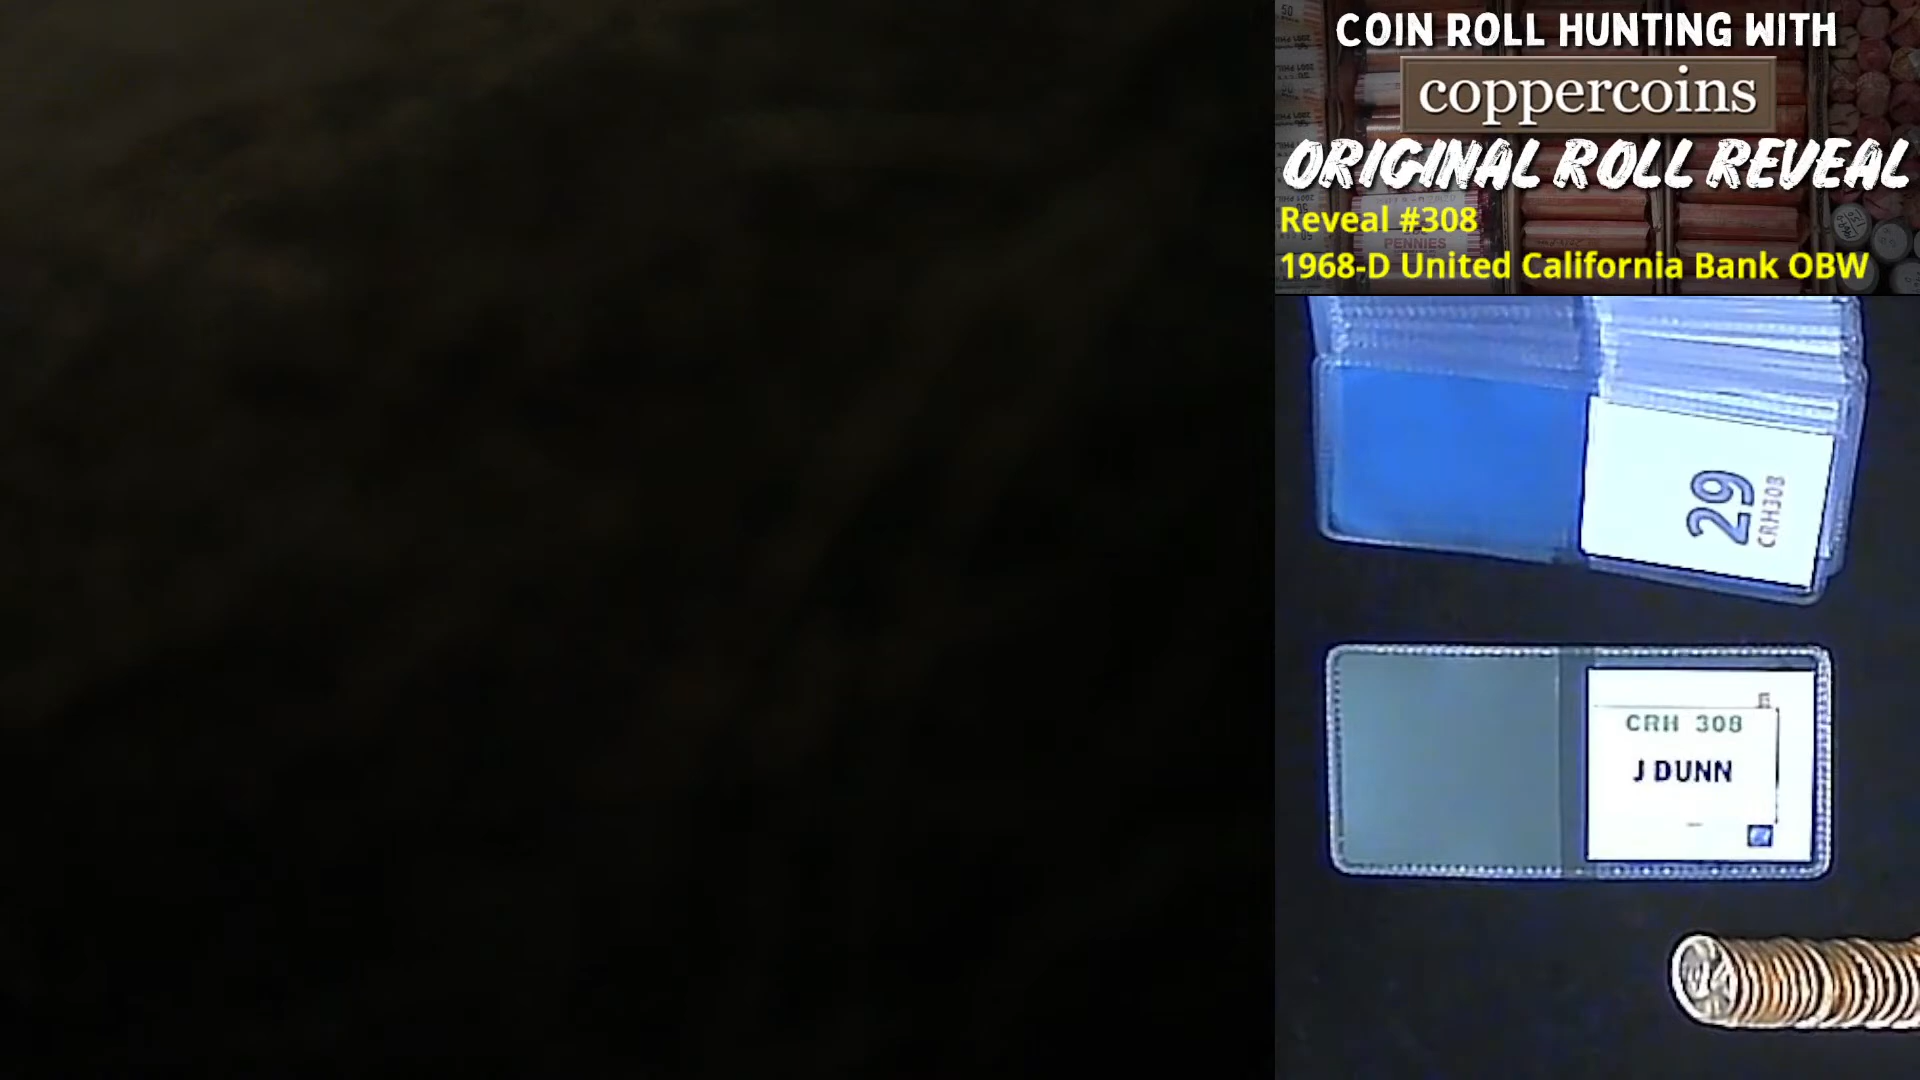 COIN ROLL HUNTING WITH
coppercoins
ORIGINAL ROLL REVEAL
Reveal #308
1968-D United California Bank OBW
PENNIES
29
CRH308
CRH 308
J DUNN